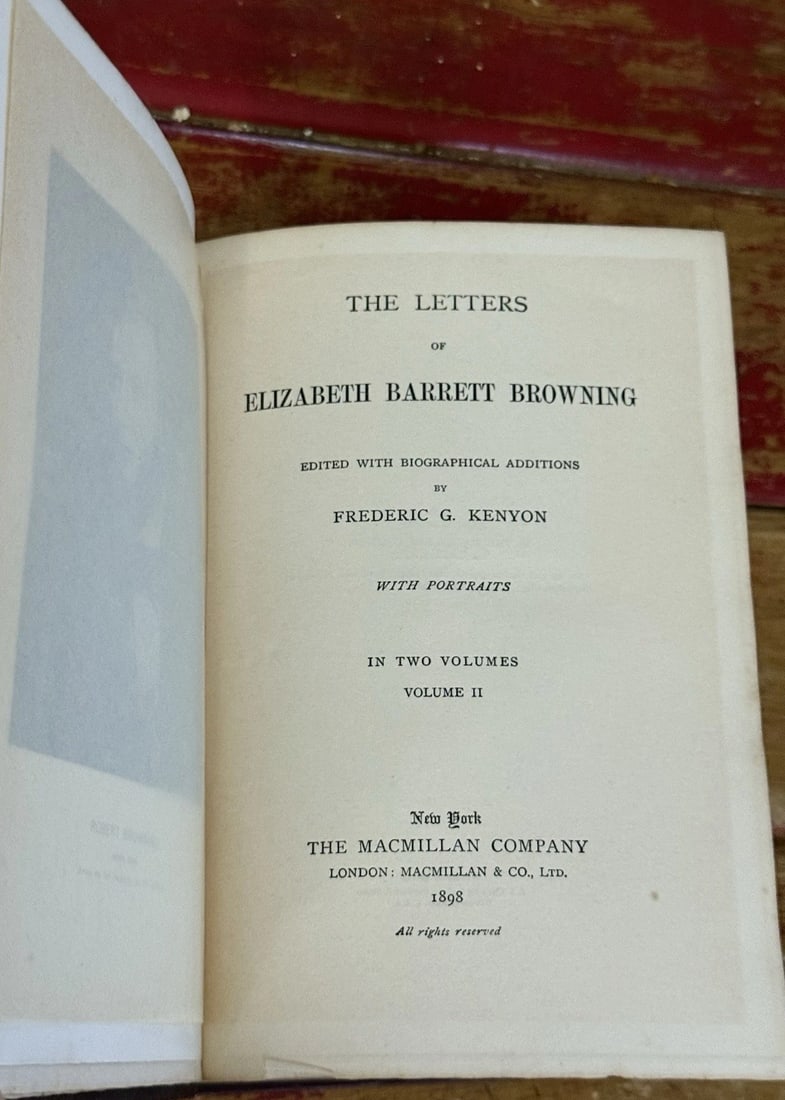 THE LETTERS
OF
ELIZABETH BARRETT BROWNING
EDITED WITH BIOGRAPHICAL ADDITIONS
BY
FREDERIC G. KENYON
WITH PORTRAITS
IN TWO VOLUMES
VOLUME II
New York
THE MACMILLAN COMPANY
LONDON: MACMILLAN & CO., LTD.
1898
All rights reserved